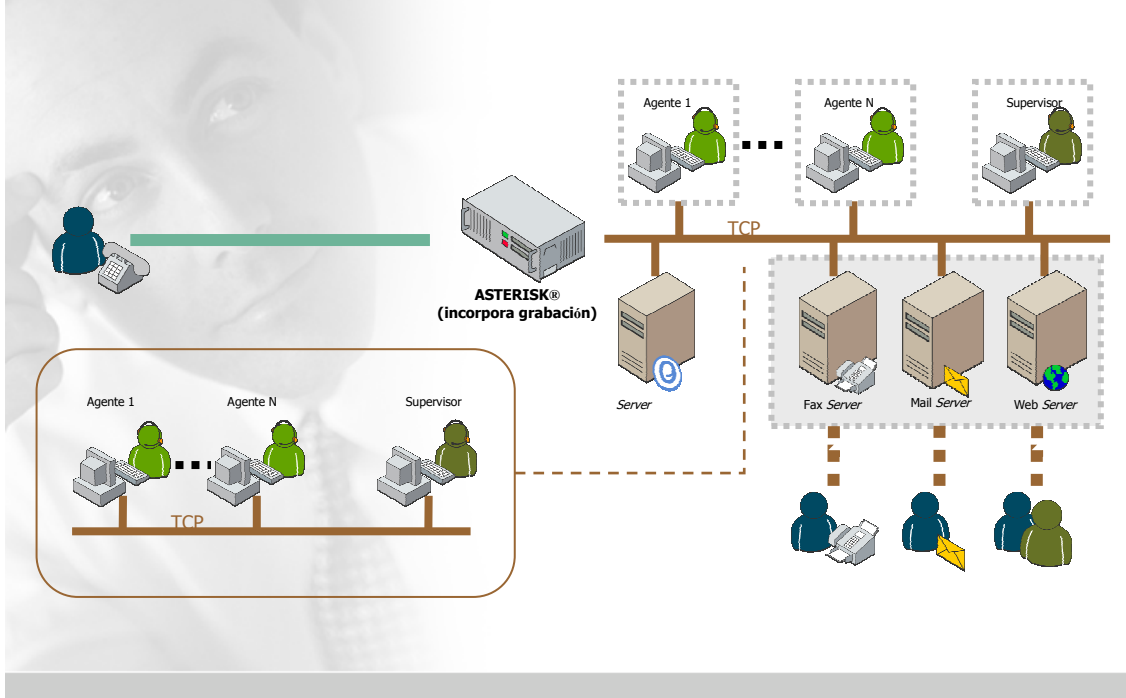 Agente 1
Agente N
Supervisor
TCP
ASTERISK®
(incorpora grabación)
Server
Fax Server
Mail Server
Web Server
Agente 1
Agente N
Supervisor
TCP